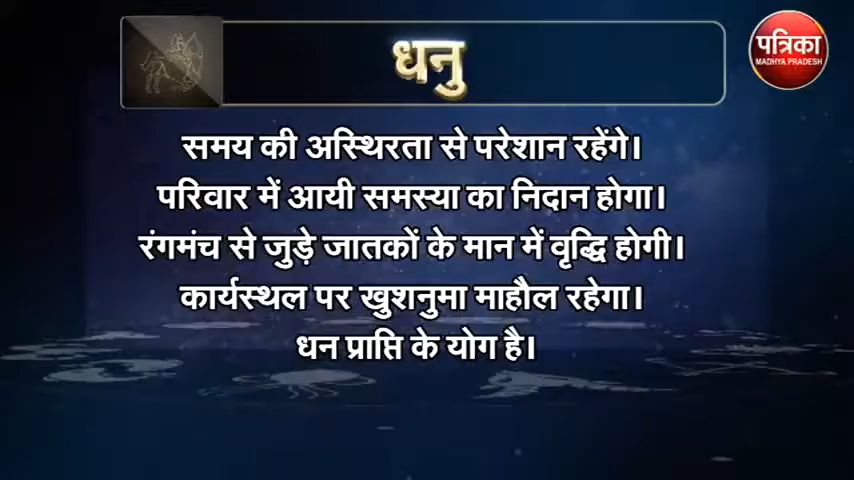 धनु
पत्रिका
MADHYA PRADESH
समय की अस्थिरता से परेशान रहेंगे।
परिवार में आयी समस्या का निदान होगा।
रंगमंच से जुड़े जातकों के मान में वृद्धि होगी।
कार्यस्थल पर खुशनुमा माहौल रहेगा।
धन प्राप्ति के योग है।